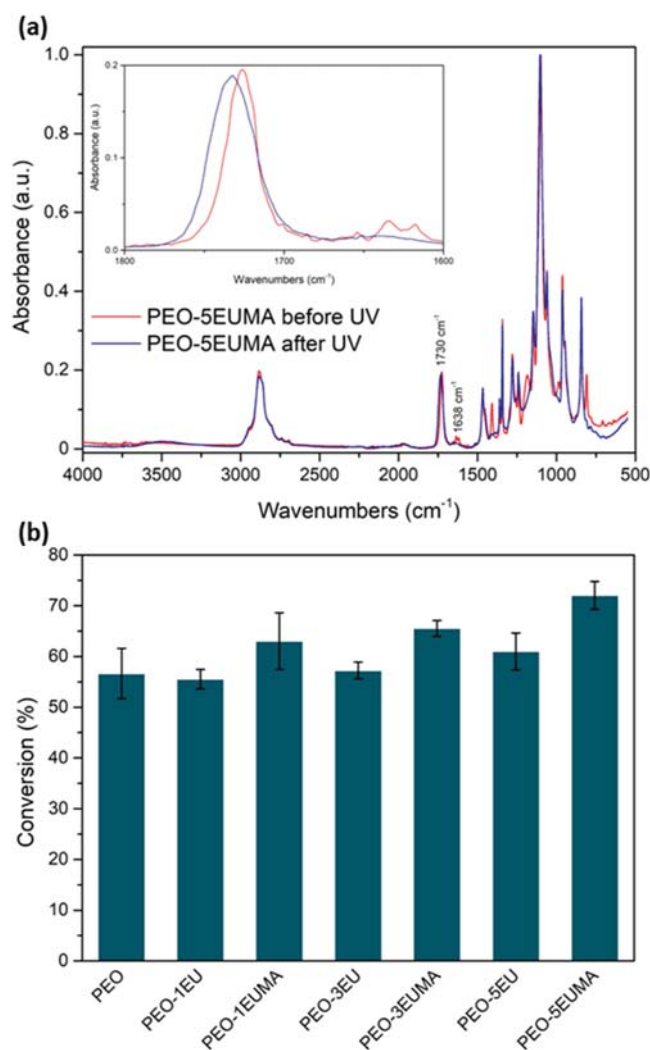 (a)
1.0
0.8
0.6
0.4
0.2
0
Absorbance (a.u.)
0.2
0.1
0.0
Absorbance (a.u.)
1800
1700
1600
Wavenumbers (cm⁻¹)
PEO-5EUMA before UV
PEO-5EUMA after UV
1730 cm⁻¹
1638 cm⁻¹
4000 3500 3000 2500 2000 1500 1000 500
Wavenumbers (cm⁻¹)
(b)
80
70
60
50
40
30
20
10
0
Conversion (%)
PEO
PEO-1EU
PEO-1EUMA
PEO-3EU
PEO-3EUMA
PEO-5EU
PEO-5EUMA